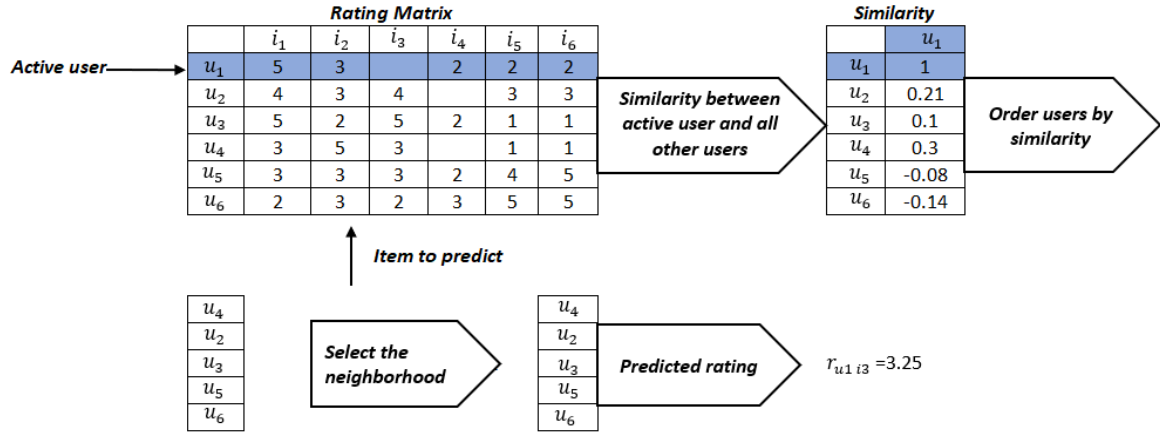 Rating Matrix
Similarity
i₁ i₂ i₃ i₄ i₅ i₆
u₁
Active user
u₁ 5 3 2 2 2
u₁ 1
u₂ 4 3 4 3 3
u₂ 0.21
u₃ 5 2 5 2 1 1
u₃ 0.1
u₄ 3 5 3 1 1
u₄ 0.3
u₅ 3 3 3 2 4 5
u₅ -0.08
u₆ 2 3 2 3 5 5
u₆ -0.14
Similarity between
active user and all
other users
Order users by
similarity
Item to predict
u₄
u₂
u₃
u₅
u₆
Select the
neighborhood
u₄
u₂
u₃
u₅
u₆
Predicted rating
r_{u1 i3} =3.25